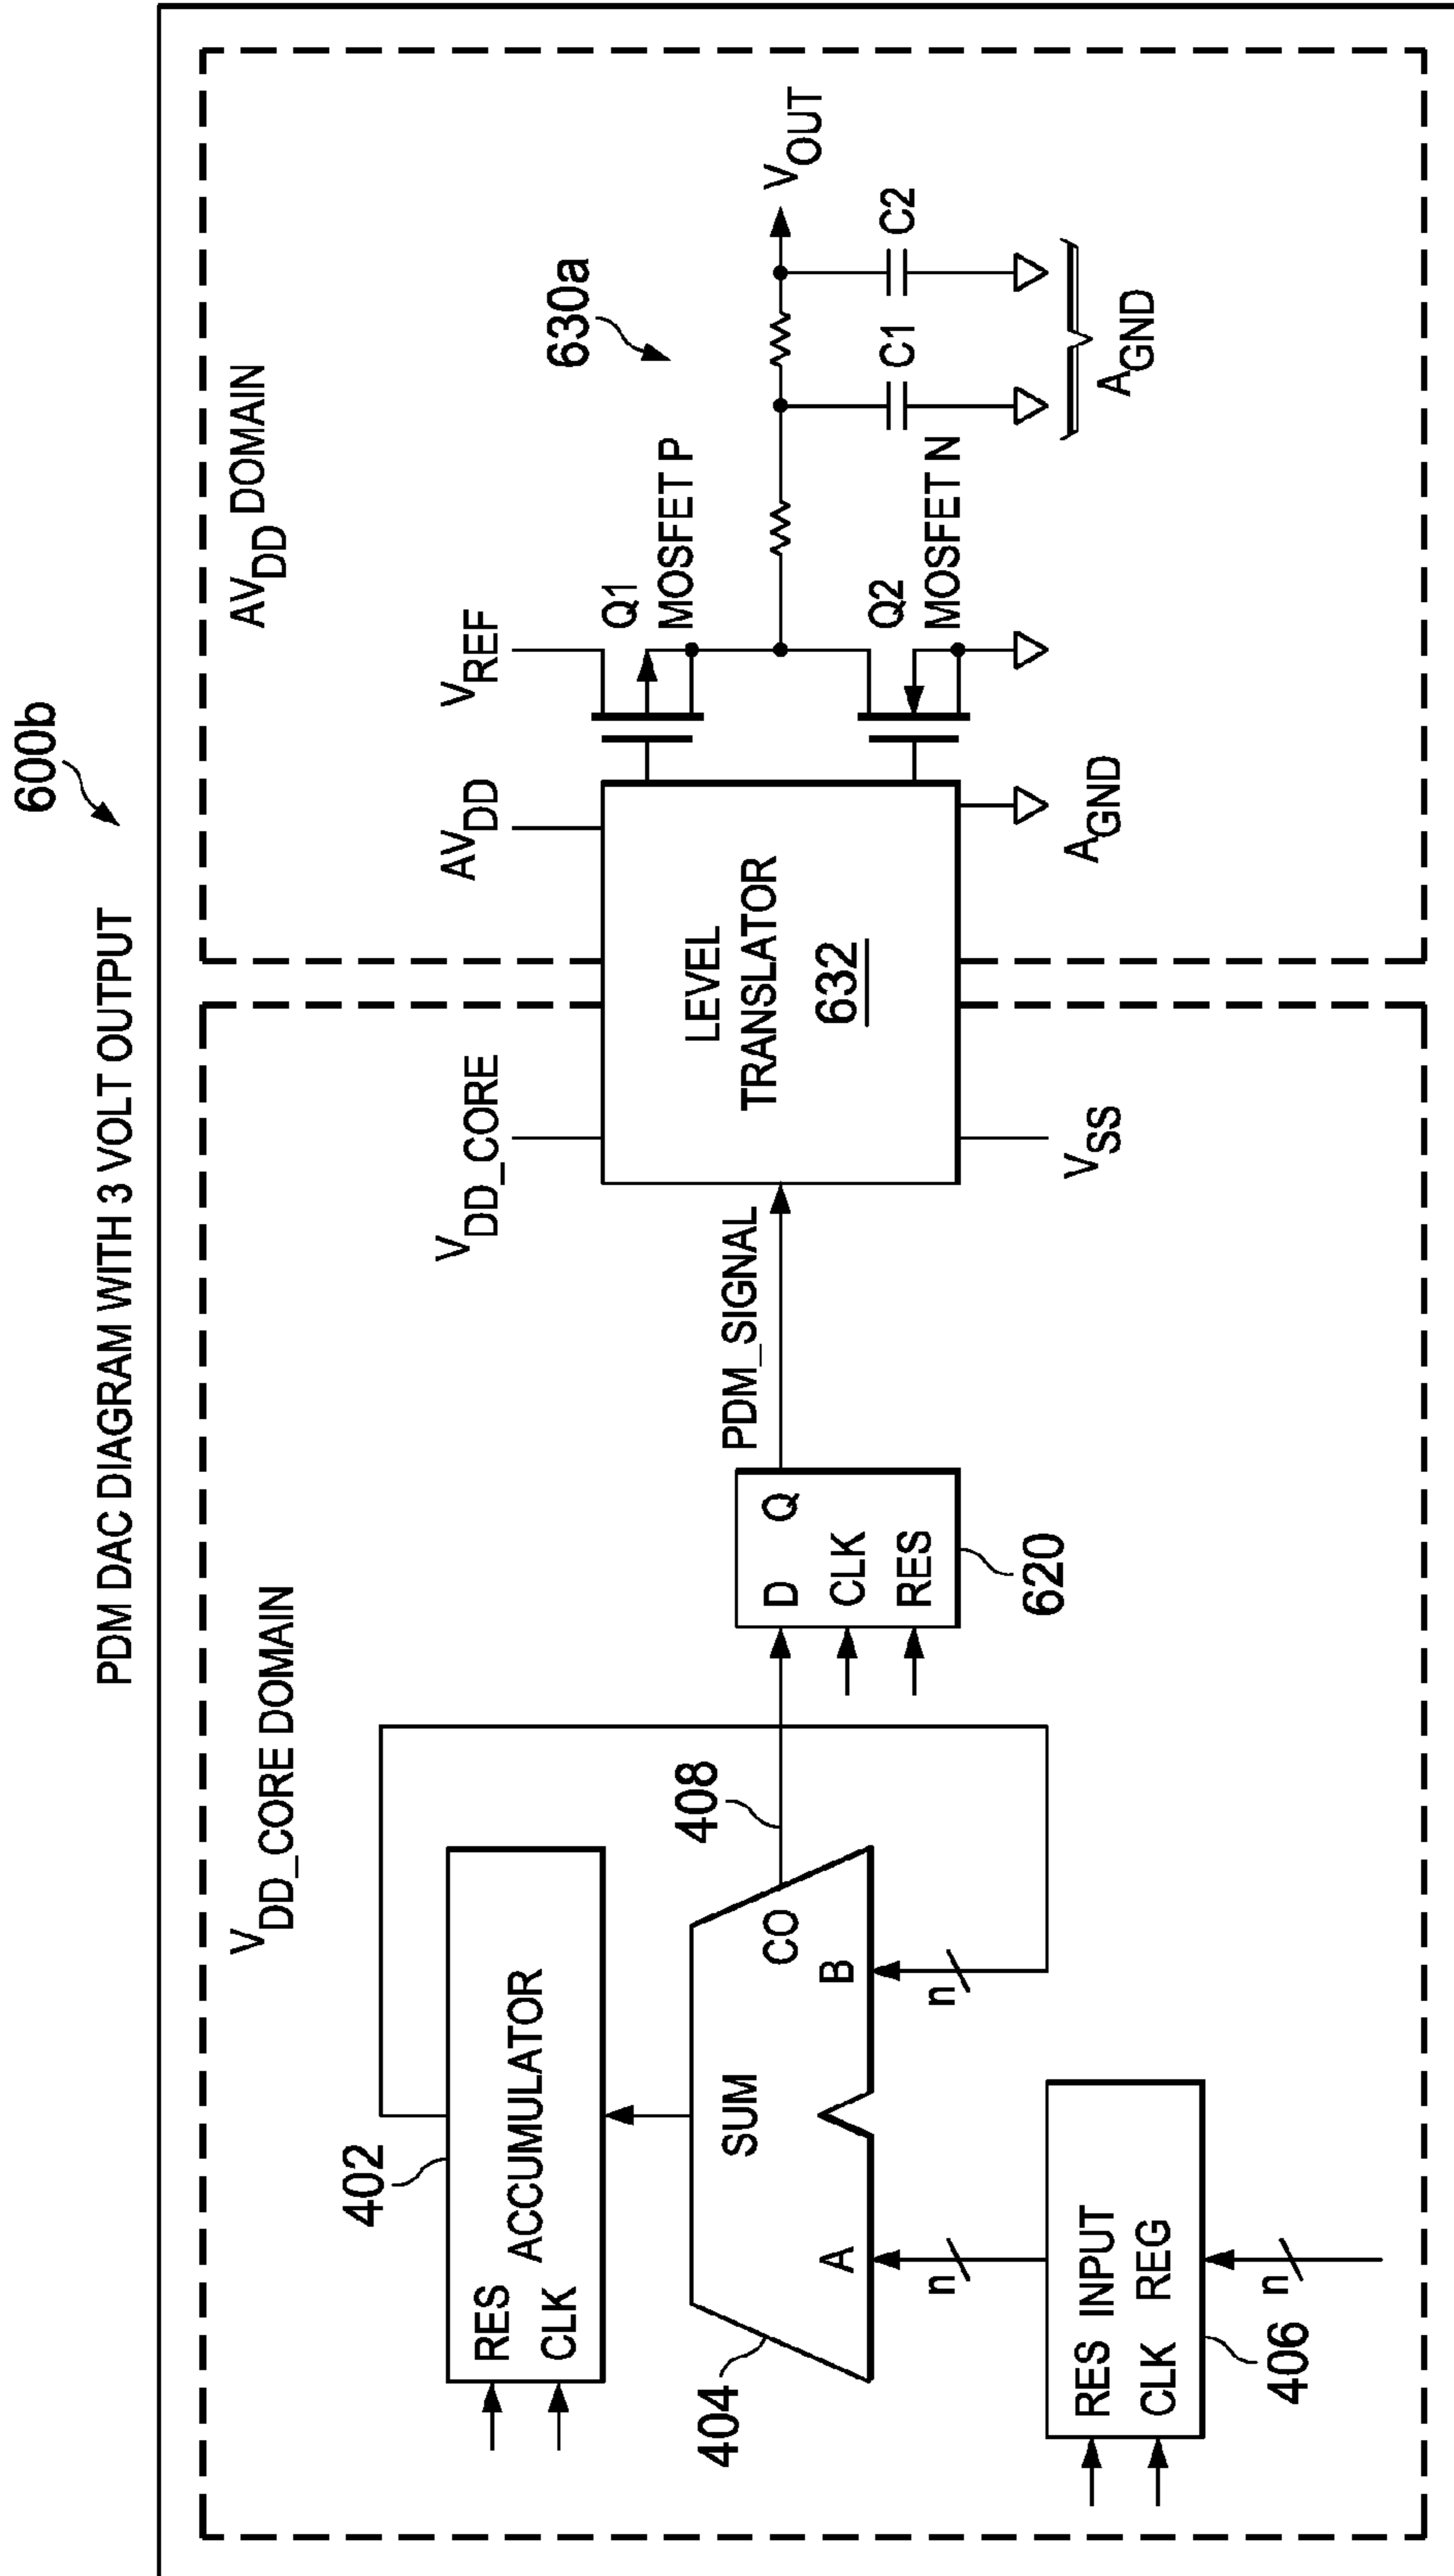 600b
PDM DAC DIAGRAM WITH 3 VOLT OUTPUT
VDD_CORE DOMAIN
AVDD DOMAIN
402
RES
CLK
ACCUMULATOR
404
SUM
CO
408
A
B
n
n
RES INPUT
CLK REG
406
n
D Q
CLK
RES
620
PDM_SIGNAL
VDD_CORE
AVDD
LEVEL
TRANSLATOR
632
VSS
AGND
VREF
Q1
MOSFET P
Q2
MOSFET N
630a
C1
C2
VOUT
AGND